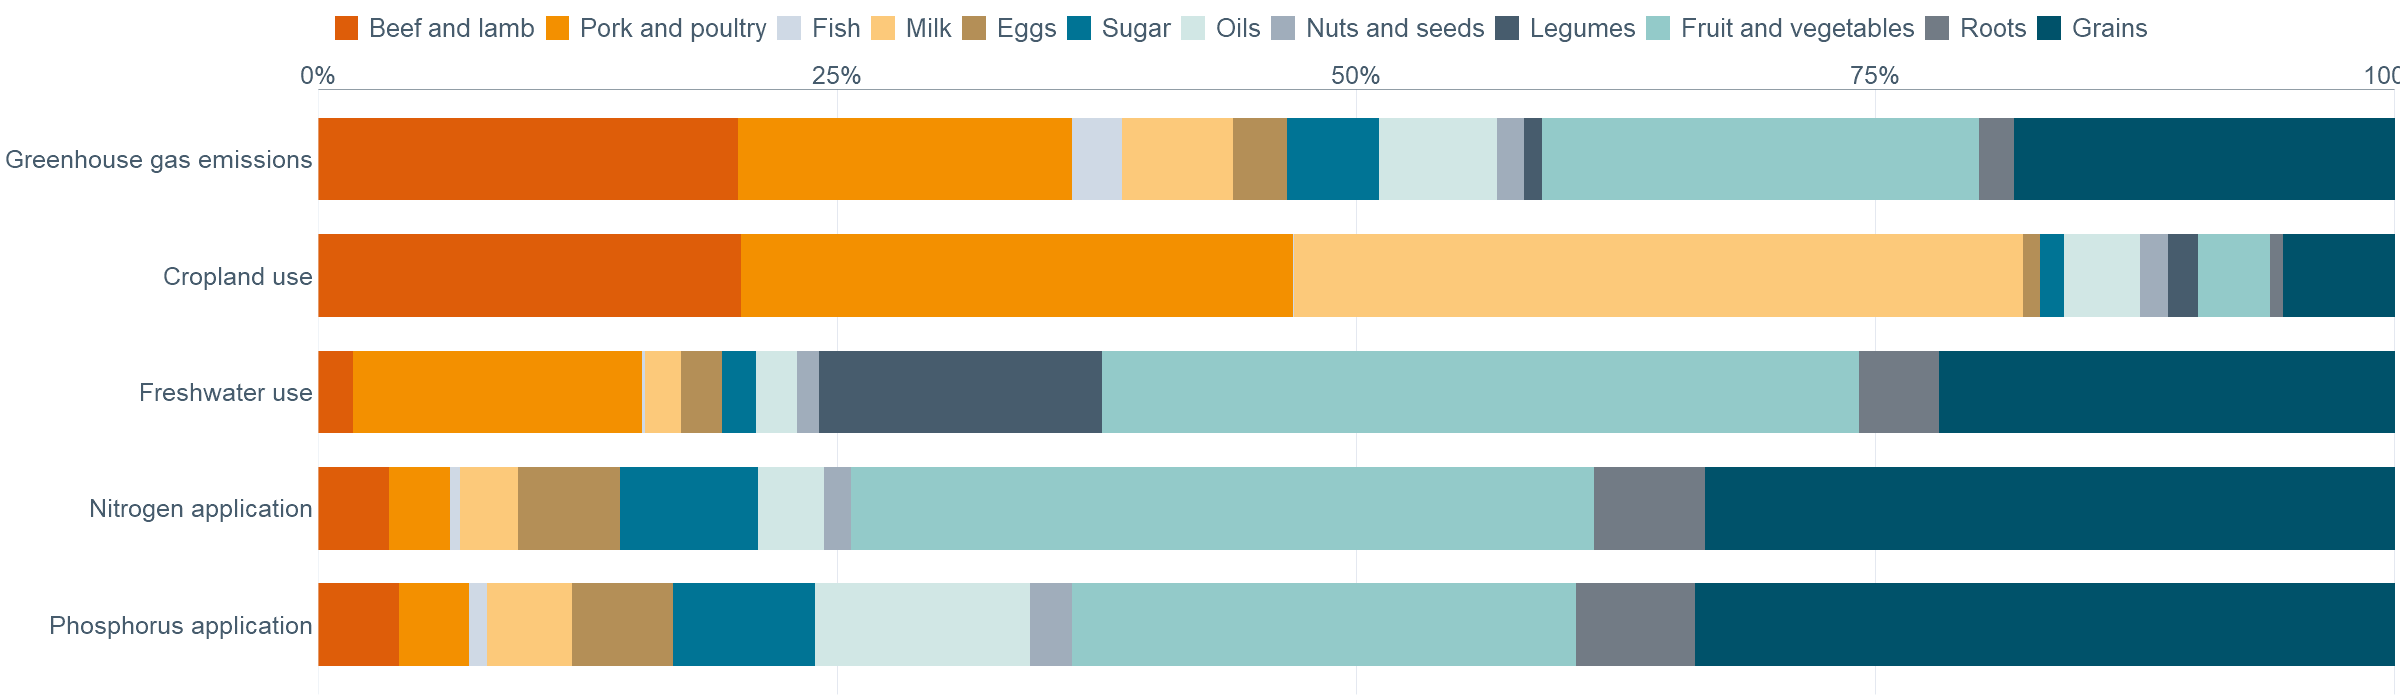 Beef and lamb Pork and poultry Fish Milk Eggs Sugar Oils Nuts and seeds Legumes Fruit and vegetables Roots Grains
0% 25% 50% 75% 100
Greenhouse gas emissions
Cropland use
Freshwater use
Nitrogen application
Phosphorus application